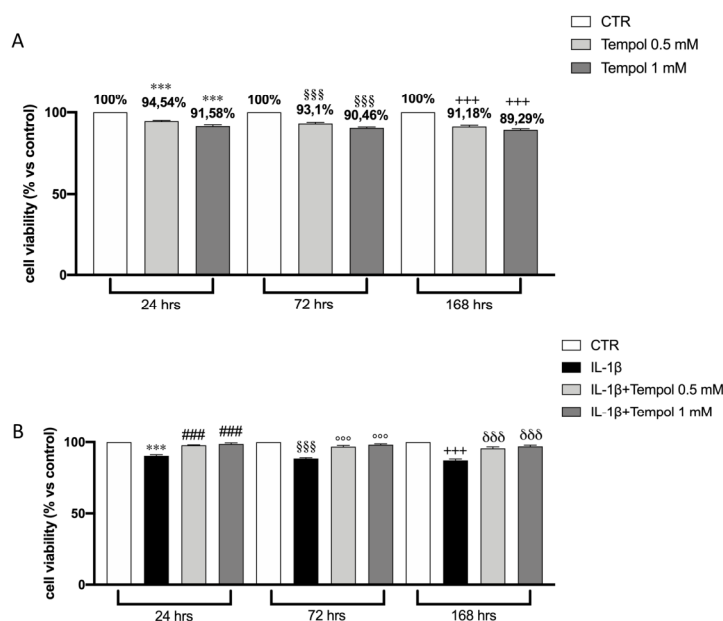 A
CTR
Tempol 0.5 mM
Tempol 1 mM
cell viability (% vs control)
100
50
0
100%
***
94,54%
***
91,58%
100%
§§§
93,1%
§§§
90,46%
100%
+++
91,18%
+++
89,29%
24 hrs
72 hrs
168 hrs
B
CTR
IL-1β
IL-1β+Tempol 0.5 mM
IL-1β+Tempol 1 mM
cell viability (% vs control)
100
50
0
***
###
###
§§§
°°°
°°°
+++
δδδ
δδδ
24 hrs
72 hrs
168 hrs